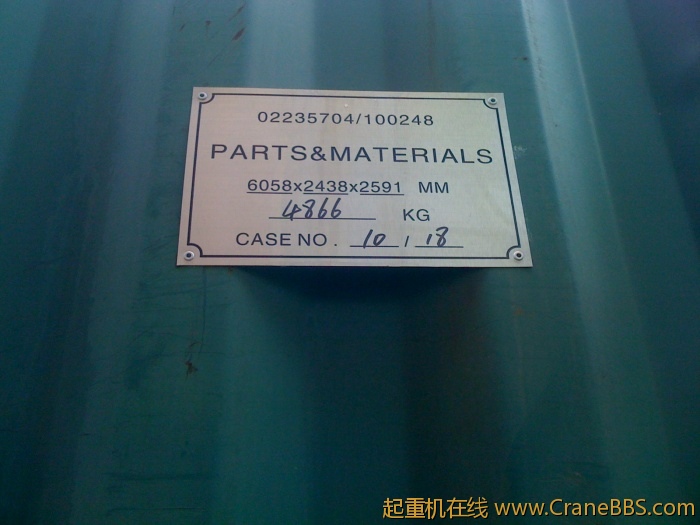 02235704/100248
PARTS&MATERIALS
6058x2438x2591 MM
4866 KG
CASE NO. 10 / 18
起重机在线 www.CraneBBS.com